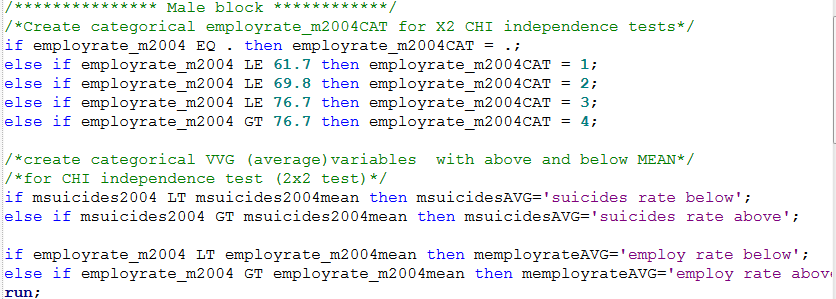 /*************** Male block ************/
/*Create categorical employrate_m2004CAT for X2 CHI independence tests*/
if employrate_m2004 EQ . then employrate_m2004CAT = .;
else if employrate_m2004 LE 61.7 then employrate_m2004CAT = 1;
else if employrate_m2004 LE 69.8 then employrate_m2004CAT = 2;
else if employrate_m2004 LE 76.7 then employrate_m2004CAT = 3;
else if employrate_m2004 GT 76.7 then employrate_m2004CAT = 4;
/*create categorical VVG (average)variables  with above and below MEAN*/
/*for CHI independence test (2x2 test)*/
if msuicides2004 LT msuicides2004mean then msuicidesAVG='suicides rate below';
else if msuicides2004 GT msuicides2004mean then msuicidesAVG='suicides rate above';
if employrate_m2004 LT employrate_m2004mean then memployrateAVG='employ rate below';
else if employrate_m2004 GT employrate_m2004mean then memployrateAVG='employ rate abov
run;